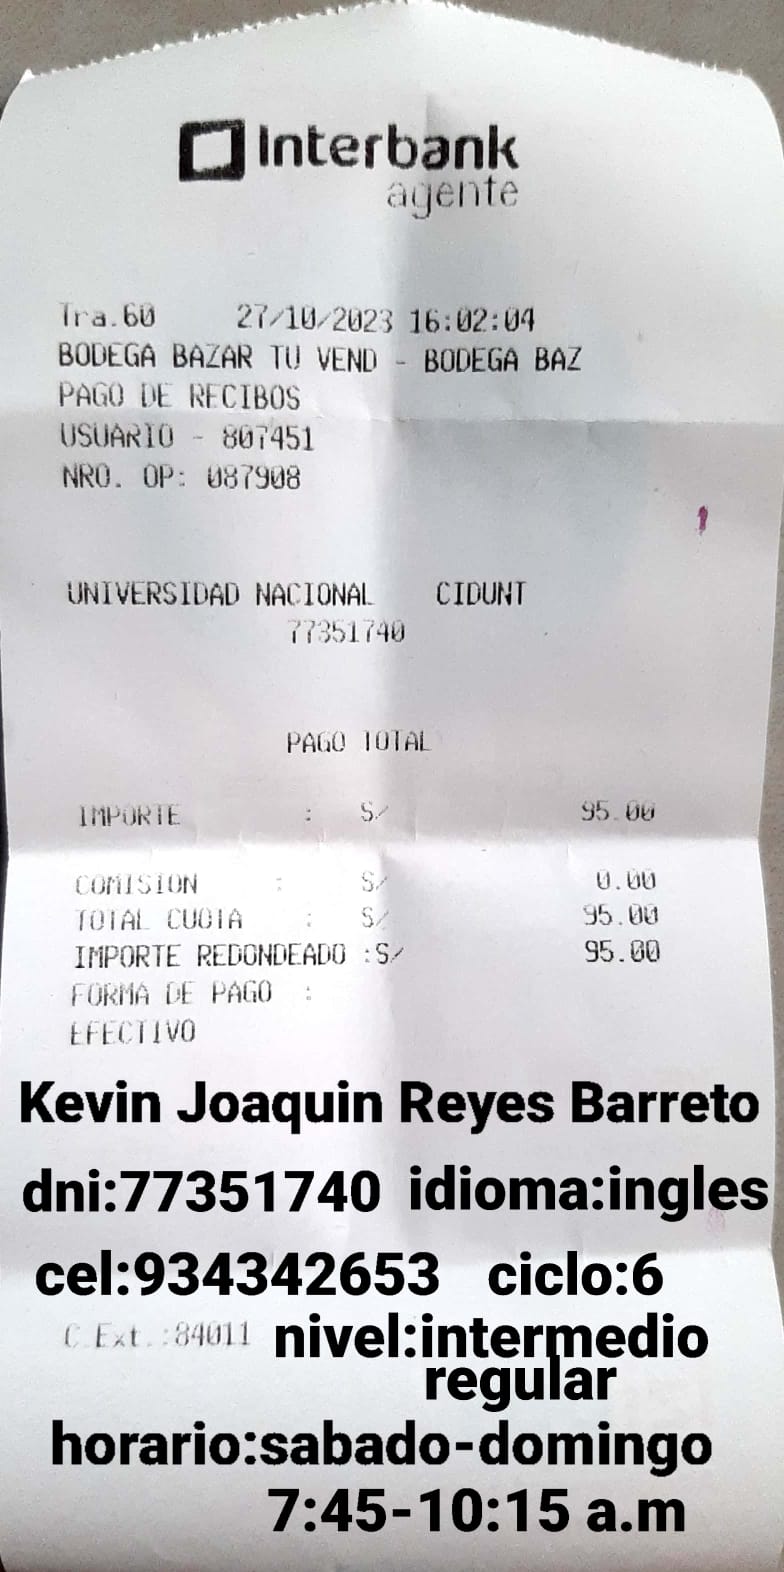 Interbank
agente
Tra.60 27/10/2023 16:02:04
BODEGA BAZAR TU VEND - BODEGA BAZ
PAGO DE RECIBOS
USUARIO - 807451
NRO. OP: 087908
UNIVERSIDAD NACIONAL CIDUNT
77351740
PAGO TOTAL
IMPORTE : S/ 95.00
COMISION : S/ 0.00
TOTAL CUOTA : S/ 95.00
IMPORTE REDONDEADO :S/ 95.00
FORMA DE PAGO :
EFECTIVO
Kevin Joaquin Reyes Barreto
dni:77351740 idioma:ingles
cel:934342653 ciclo:6
C.Ext.:84011 nivel:intermedio
regular
horario:sabado-domingo
7:45-10:15 a.m